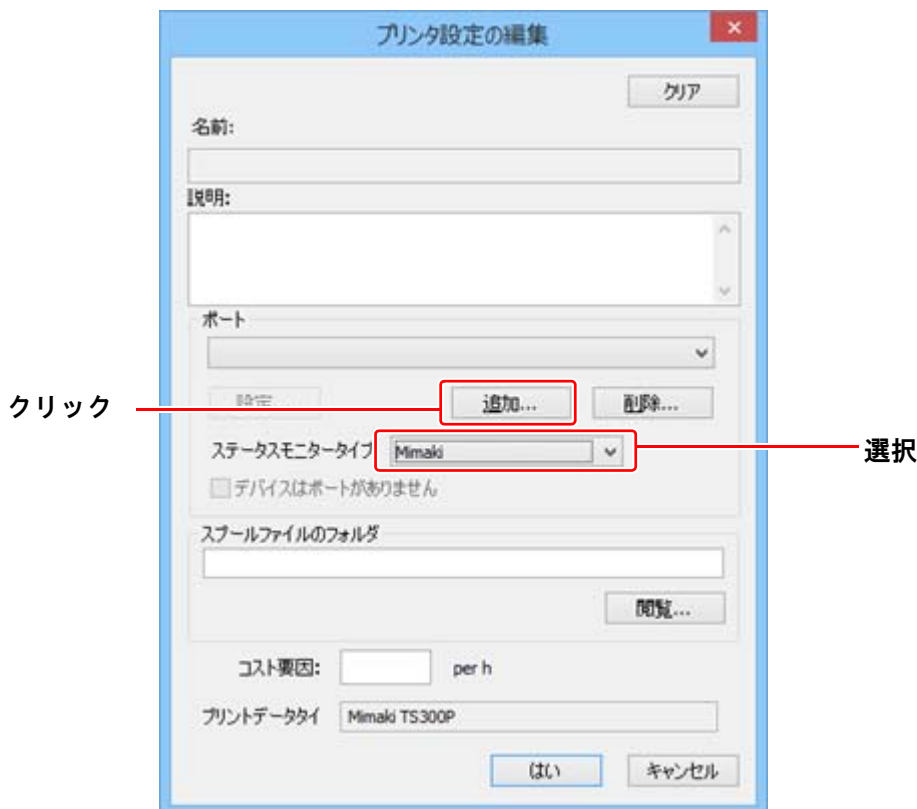 プリンタ設定の編集
クリア
名前:
説明:
ポート
設定...
追加...
削除...
クリック
ステータスモニタータイプ
Mimaki
選択
デバイスはポートがありません
スプールファイルのフォルダ
閲覧...
コスト要因:
per h
プリントデータタイ
Mimaki TS300P
はい
キャンセル